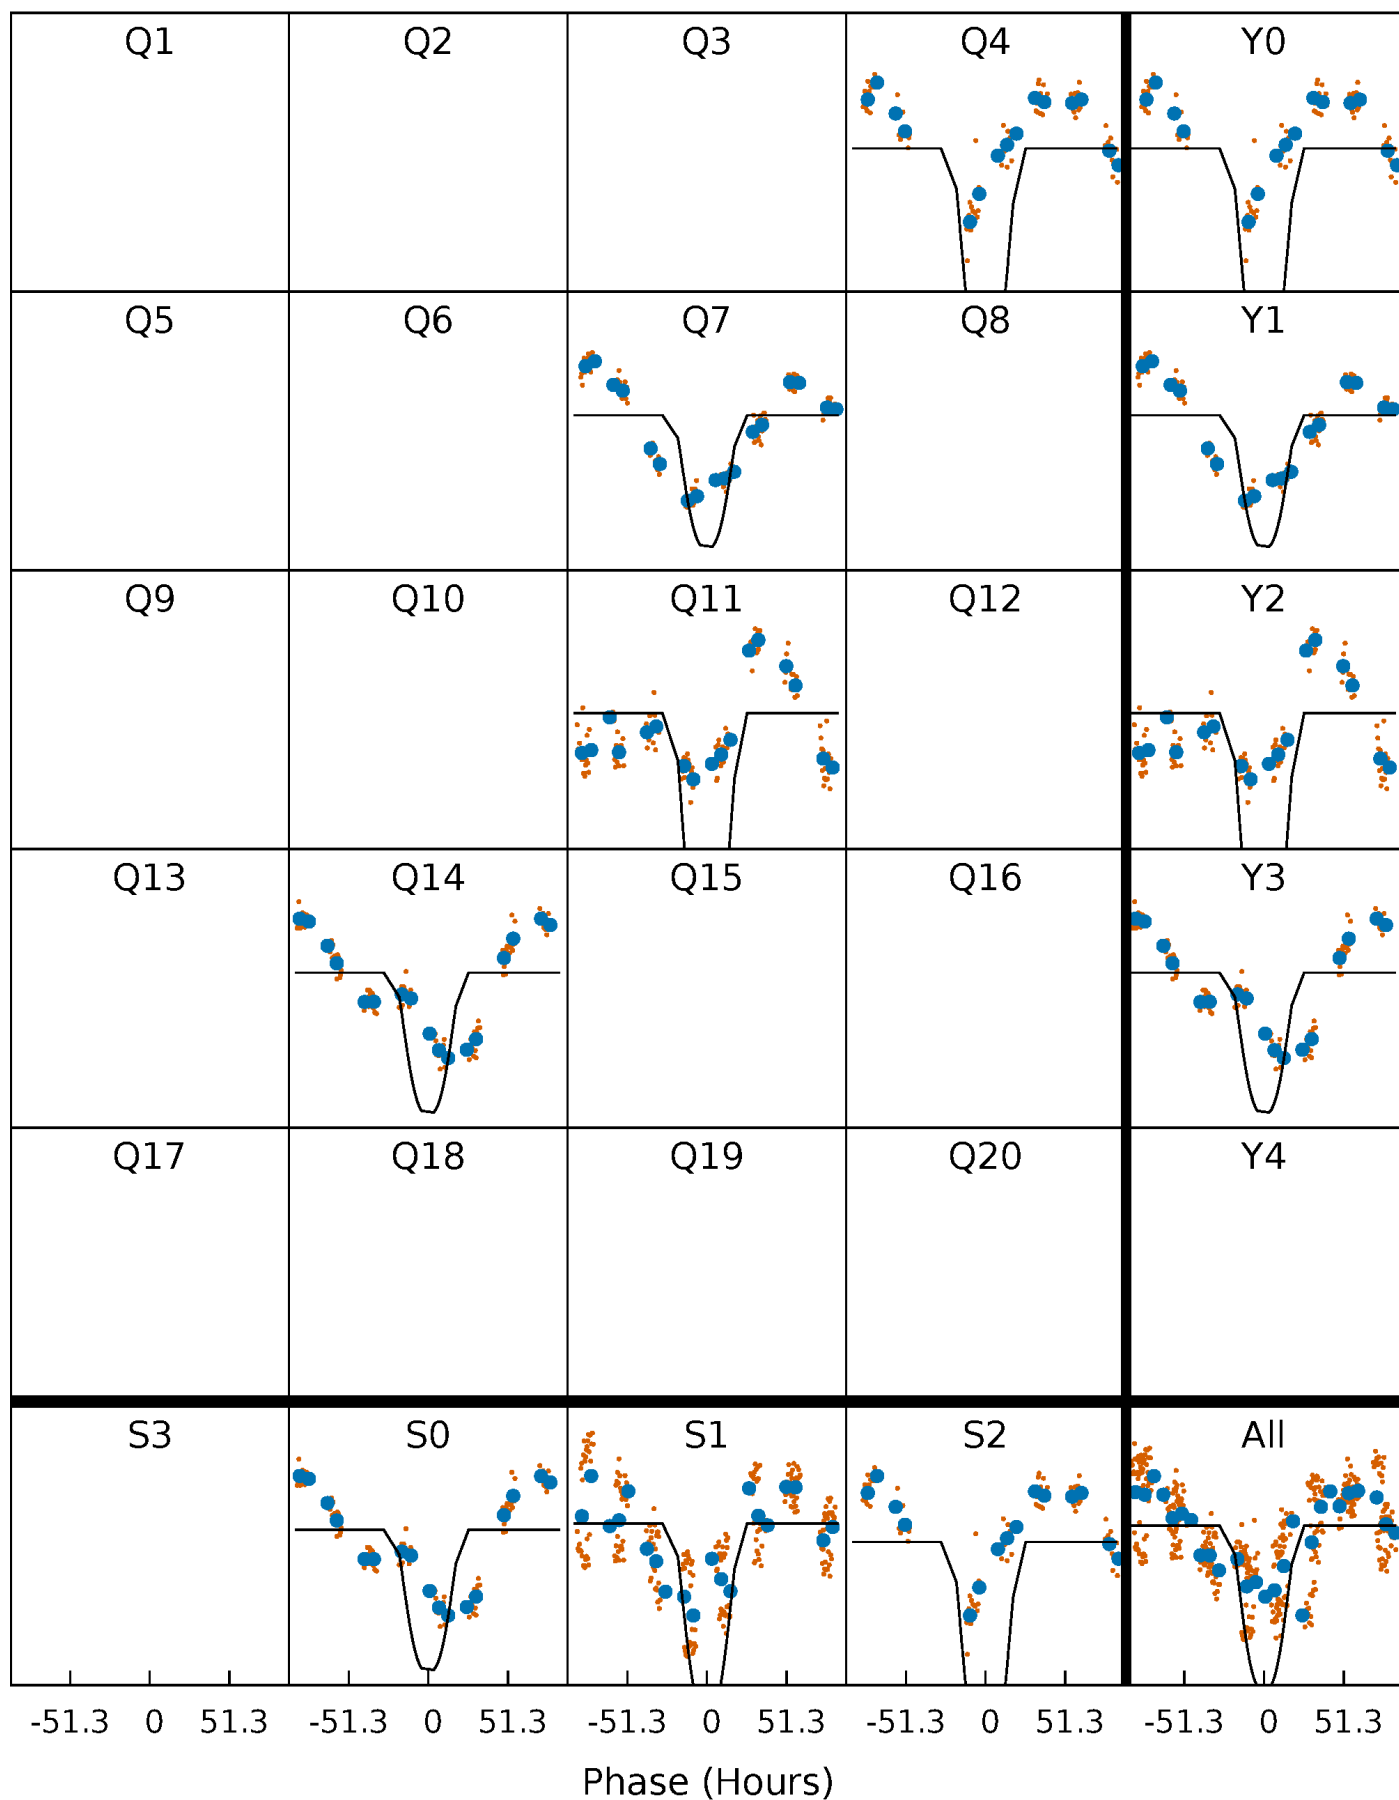 Q1 Q2 Q3 Q4 Y0
Q5 Q6 Q7 Q8 Y1
Q9 Q10 Q11 Q12 Y2
Q13 Q14 Q15 Q16 Y3
Q17 Q18 Q19 Q20 Y4
S3 S0 S1 S2 All
-51.3 0 51.3 -51.3 0 51.3 -51.3 0 51.3 -51.3 0 51.3 -51.3 0 51.3
Phase (Hours)